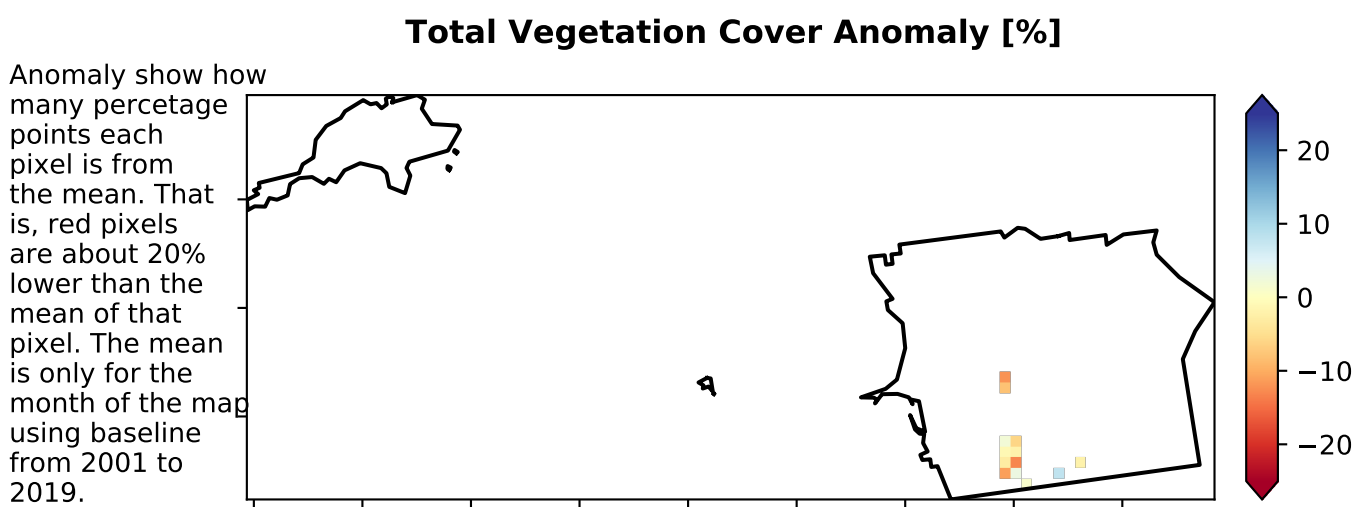 Total Vegetation Cover Anomaly [%]
Anomaly show how
many percetage
points each
pixel is from
the mean. That
is, red pixels
are about 20%
lower than the
mean of that
pixel. The mean
is only for the
month of the map
using baseline
from 2001 to
2019.
20
10
0
−10
−20